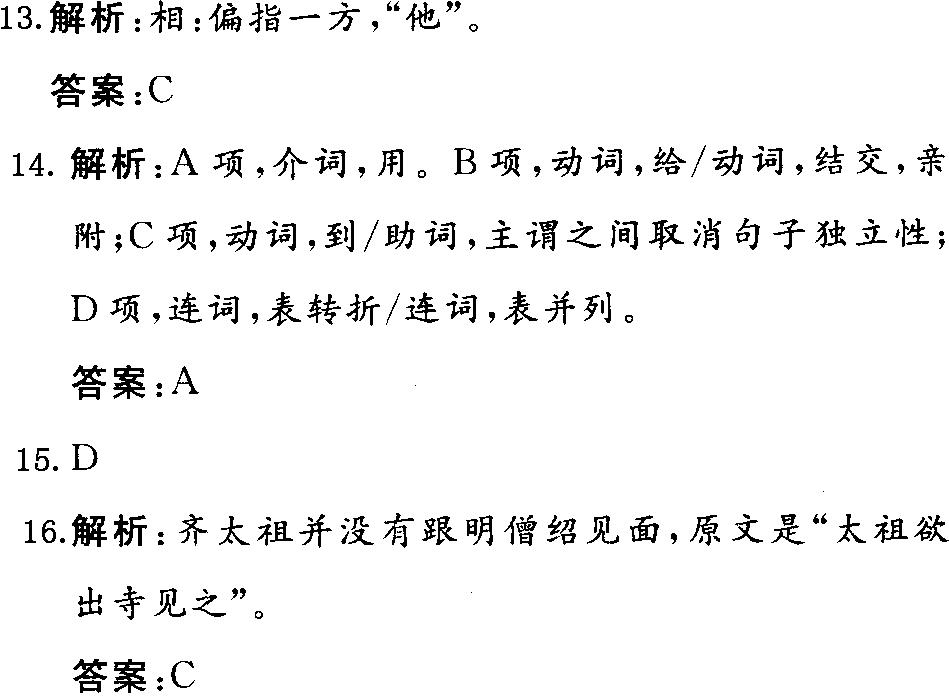 13.解析:相:偏指一方,“他”。
答案:C
14. 解析:A 项,介词,用。B 项,动词,给/动词,结交,亲
附;C 项,动词,到/助词,主谓之间取消句子独立性;
D 项,连词,表转折/连词,表并列。
答案:A
15. D
16.解析:齐太祖并没有跟明僧绍见面,原文是“太祖欲
出寺见之”。
答案:C